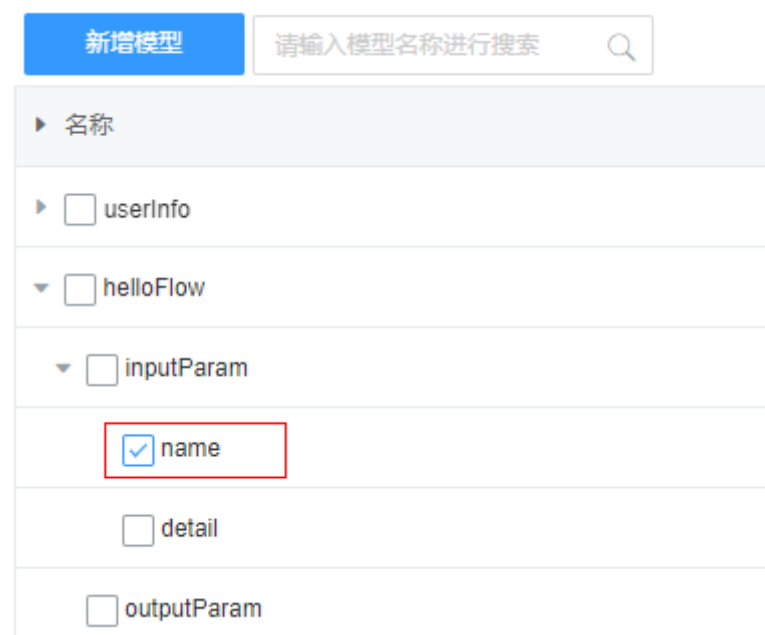 新增模型 请输入模型名称进行搜索
名称
userInfo
helloFlow
inputParam
name
detail
outputParam